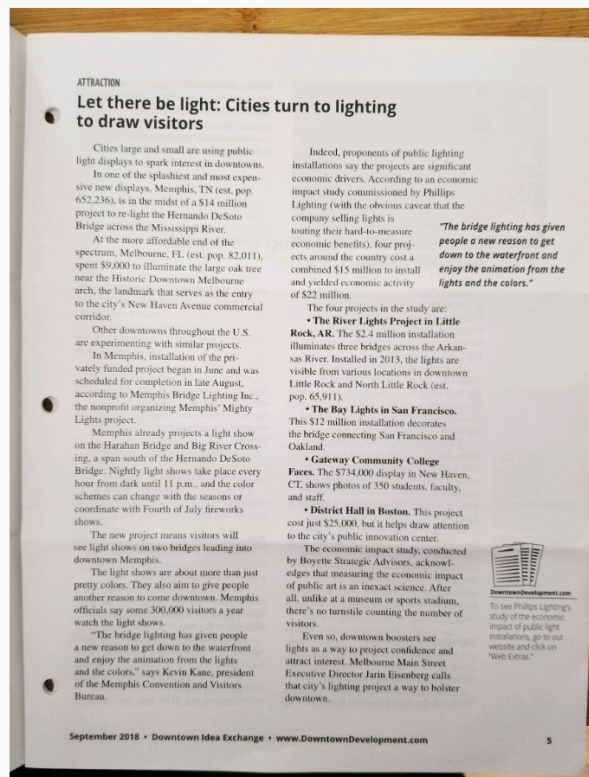 ATTRACTION
Let there be light: Cities turn to lighting
to draw visitors
Cities large and small are using public
light displays to spark interest in downtowns.
In one of the splashiest and most expen-
sive new displays, Memphis, TN (est. pop.
652,236), is in the midst of a $14 million
project to re-light the Hernando DeSoto
Bridge across the Mississippi River.
At the more affordable end of the
spectrum, Melbourne, FL (est. pop. 82,011),
spent $9,000 to illuminate the large oak tree
near the Historic Downtown Melbourne
arch, the landmark that serves as the entry
to the city's New Haven Avenue commercial
corridor.
Other downtowns throughout the U.S.
are experimenting with similar projects.
In Memphis, installation of the pri-
vately funded project began in June and was
scheduled for completion in late August,
according to Memphis Bridge Lighting Inc.,
the nonprofit organizing Memphis' Mighty
Lights project.
Memphis already projects a light show
on the Harahan Bridge and Big River Cross-
ing, a span south of the Hernando DeSoto
Bridge. Nightly light shows take place every
hour from dark until 11 p.m., and the color
schemes can change with the seasons or
coordinate with Fourth of July fireworks
shows.
The new project means visitors will
see light shows on two bridges leading into
downtown Memphis.
The light shows are about more than just
pretty colors. They also aim to give people
another reason to come downtown. Memphis
officials say some 300,000 visitors a year
watch the light shows.
"The bridge lighting has given people
a new reason to get down to the waterfront
and enjoy the animation from the lights
and the colors," says Kevin Kane, president
of the Memphis Convention and Visitors
Bureau.
Indeed, proponents of public lighting
installations say the projects are significant
economic drivers. According to an economic
impact study commissioned by Phillips
Lighting (with the obvious caveat that the
company selling lights is
touting their hard-to-measure
economic benefits), four proj-
ects around the country cost a
combined $15 million to install
and yielded economic activity
of $22 million.
The four projects in the study are:
• The River Lights Project in Little
Rock, AR. The $2.4 million installation
illuminates three bridges across the Arkan-
sas River. Installed in 2013, the lights are
visible from various locations in downtown
Little Rock and North Little Rock (est.
pop. 65,911).
• The Bay Lights in San Francisco.
This $12 million installation decorates
the bridge connecting San Francisco and
Oakland.
• Gateway Community College
Faces. The $734,000 display in New Haven,
CT, shows photos of 350 students, faculty,
and staff.
• District Hall in Boston. This project
cost just $25,000, but it helps draw attention
to the city's public innovation center.
The economic impact study, conducted
by Boyette Strategic Advisors, acknowl-
edges that measuring the economic impact
of public art is an inexact science. After
all, unlike at a museum or sports stadium,
there's no turnstile counting the number of
visitors.
Even so, downtown boosters see
lights as a way to project confidence and
attract interest. Melbourne Main Street
Executive Director Jarin Eisenberg calls
that city's lighting project a way to bolster
downtown.
"The bridge lighting has given
people a new reason to get
down to the waterfront and
enjoy the animation from the
lights and the colors."
DowntownDevelopment.com
To see Phillips Lighting's
study of the economic
impact of public light
installations, go to our
website and click on
"Web Extras."
September 2018 • Downtown Idea Exchange • www.DowntownDevelopment.com
5